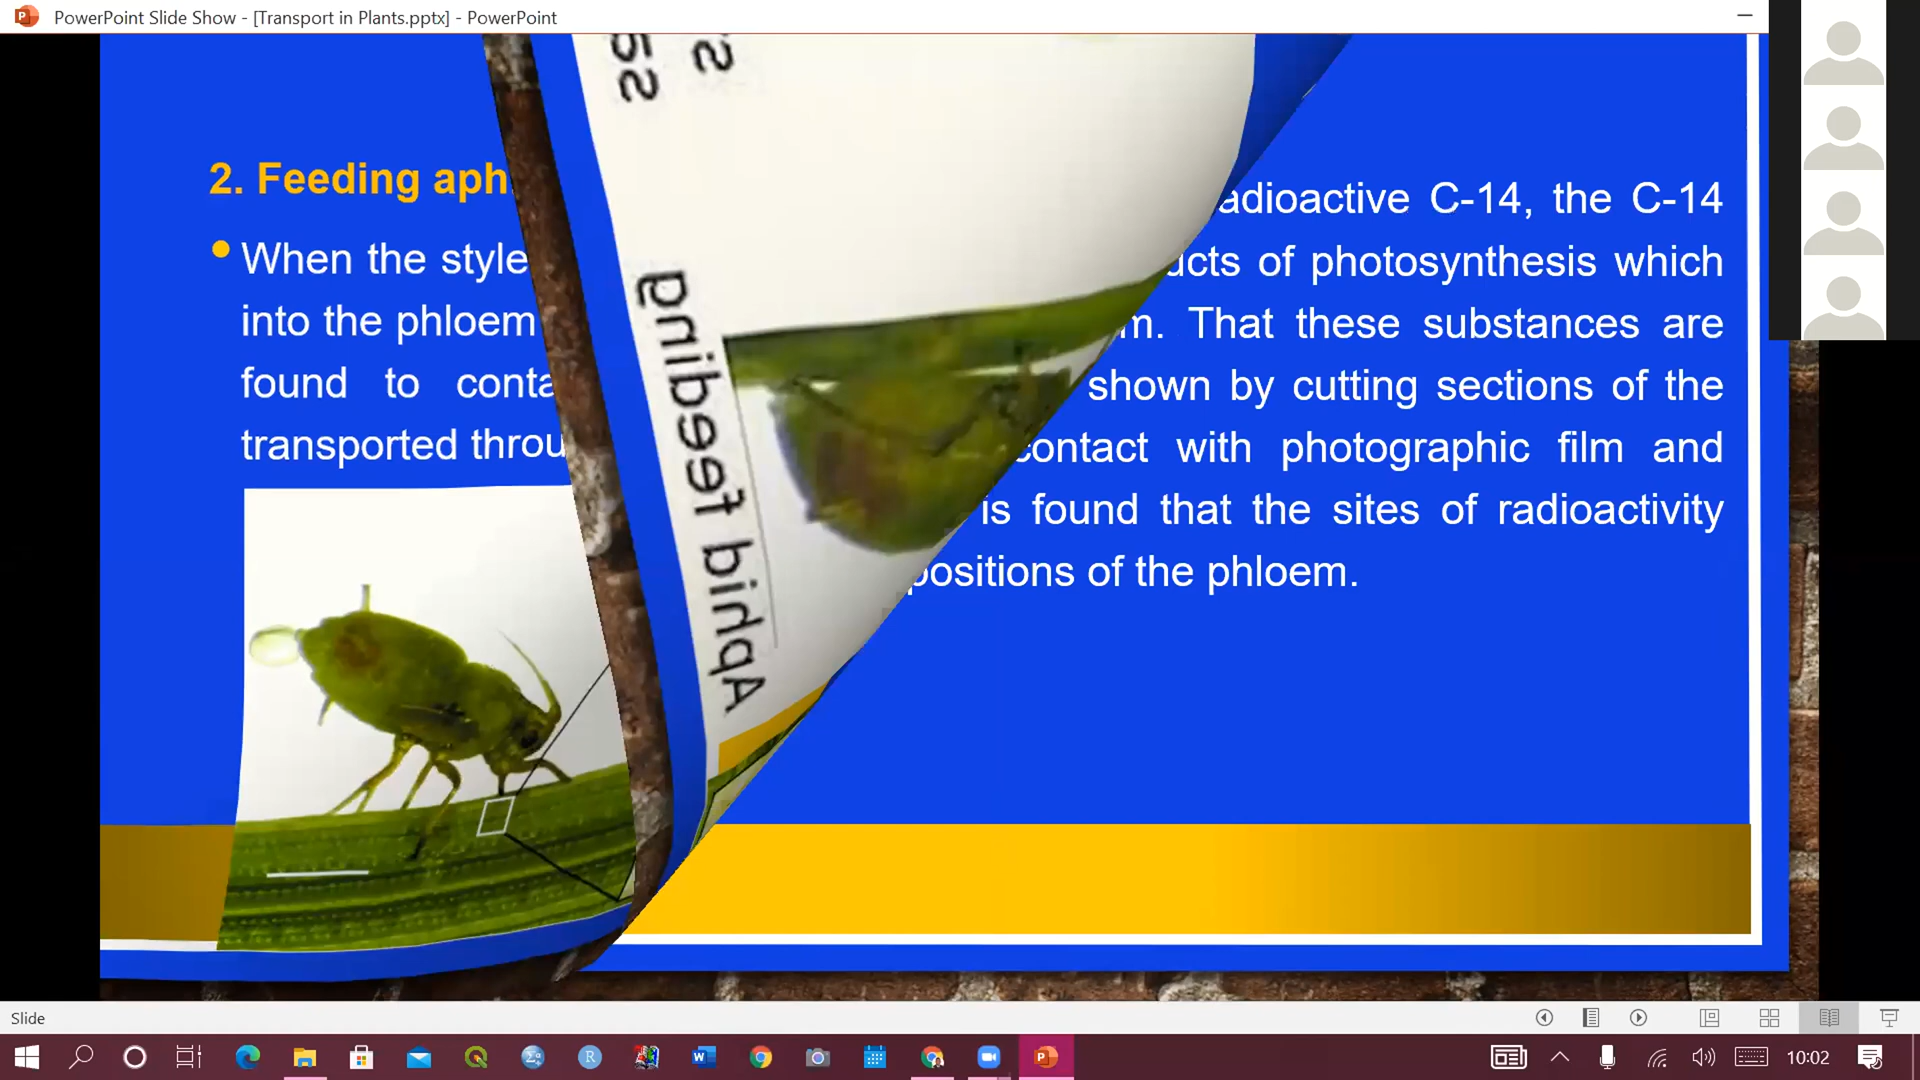 PowerPoint Slide Show - [Transport in Plants.pptx] - PowerPoint
2. Feeding aph
When the style
into the phloem
found to conta
transported throu
Aphid feeding
adioactive C-14, the C-14
ucts of photosynthesis which
m. That these substances are
shown by cutting sections of the
contact with photographic film and
is found that the sites of radioactivity
positions of the phloem.
Slide
10:02